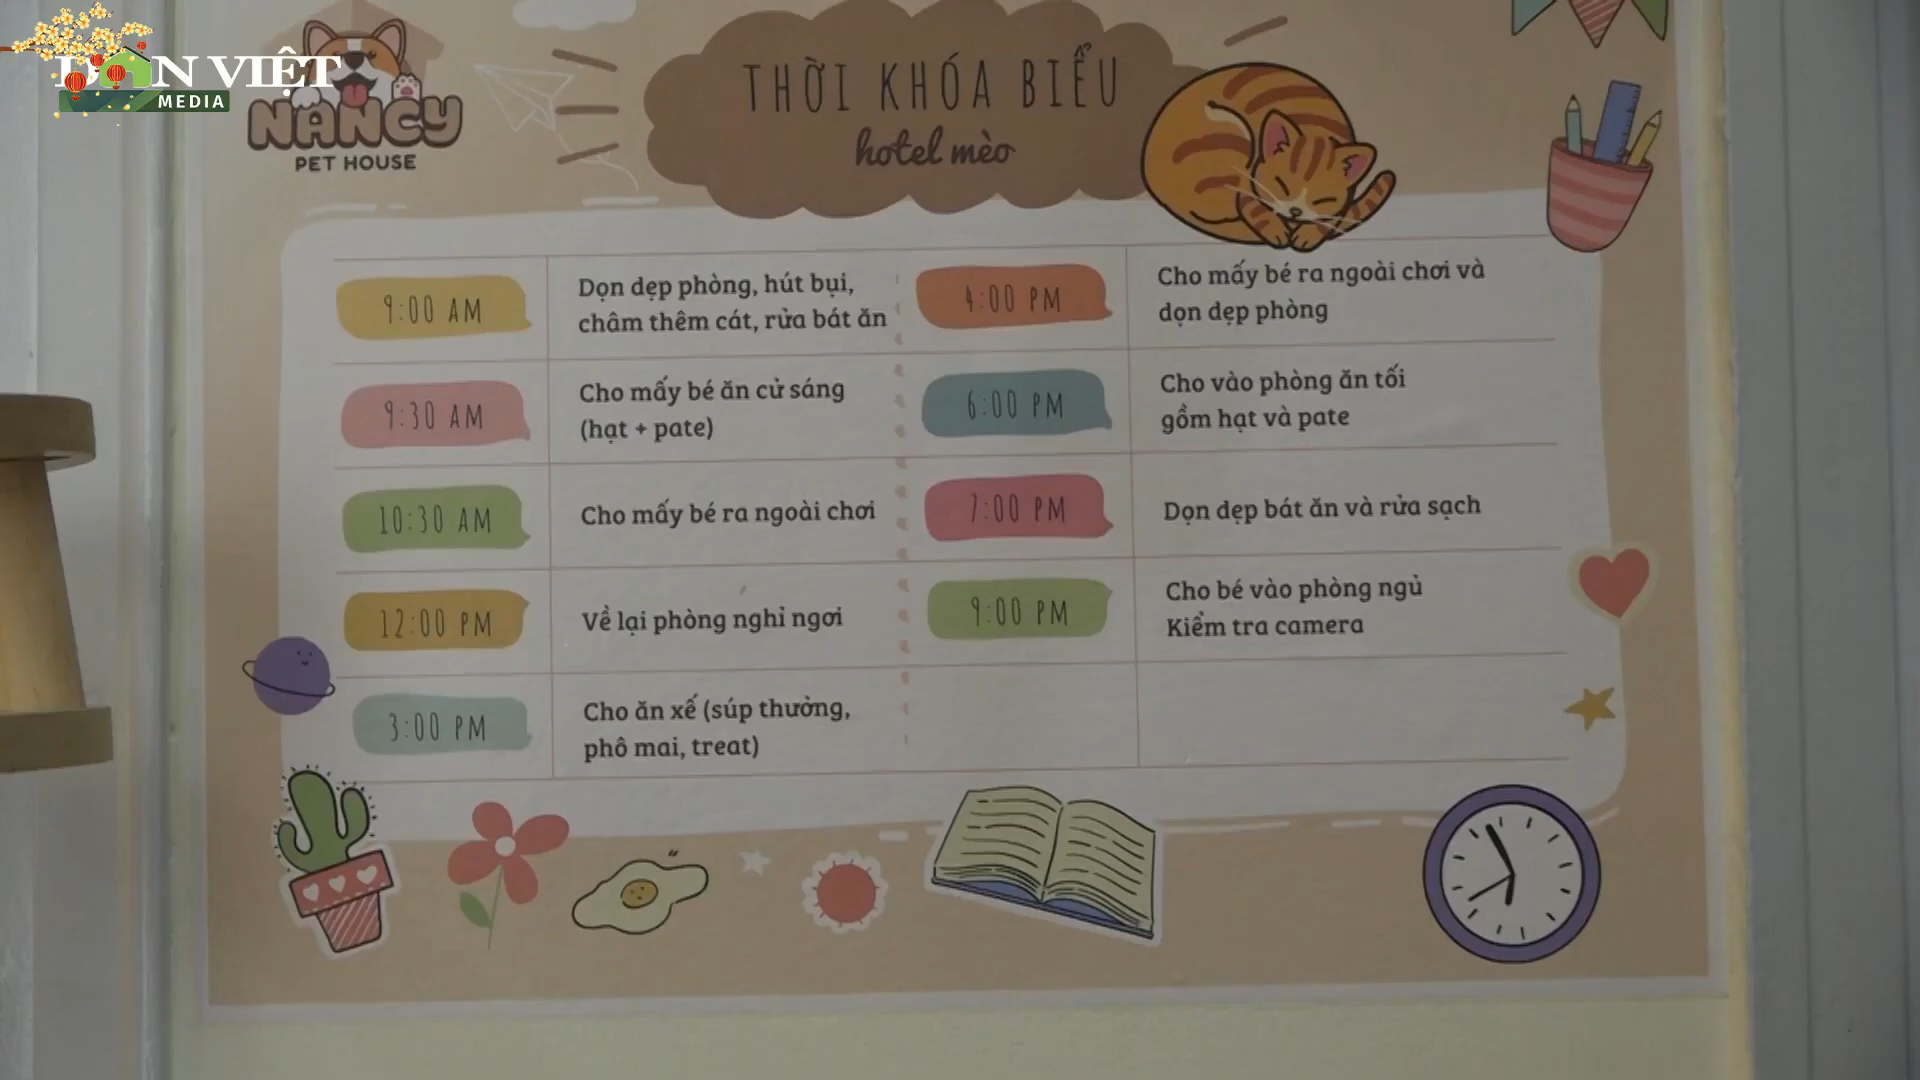 DÂN VIỆT
MEDIA
NANCY
PET HOUSE
THỜI KHÓA BIỂU
hotel mèo
9:00 AM
Dọn dẹp phòng, hút bụi,
châm thêm cát, rửa bát ăn
9:30 AM
Cho mấy bé ăn cử sáng
(hạt + pate)
10:30 AM
Cho mấy bé ra ngoài chơi
12:00 PM
Về lại phòng nghỉ ngơi
3:00 PM
Cho ăn xế (súp thưởng,
phô mai, treat)
4:00 PM
Cho mấy bé ra ngoài chơi và
dọn dẹp phòng
6:00 PM
Cho vào phòng ăn tối
gồm hạt và pate
7:00 PM
Dọn dẹp bát ăn và rửa sạch
9:00 PM
Cho bé vào phòng ngủ
Kiểm tra camera